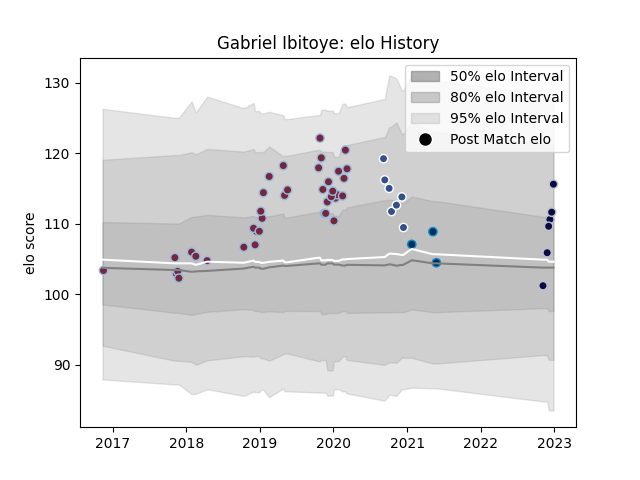 Gabriel Ibitoye: elo History
50% elo Interval
80% elo Interval
95% elo Interval
Post Match elo
elo score
130
120
110
100
90
2017 2018 2019 2020 2021 2022 2023